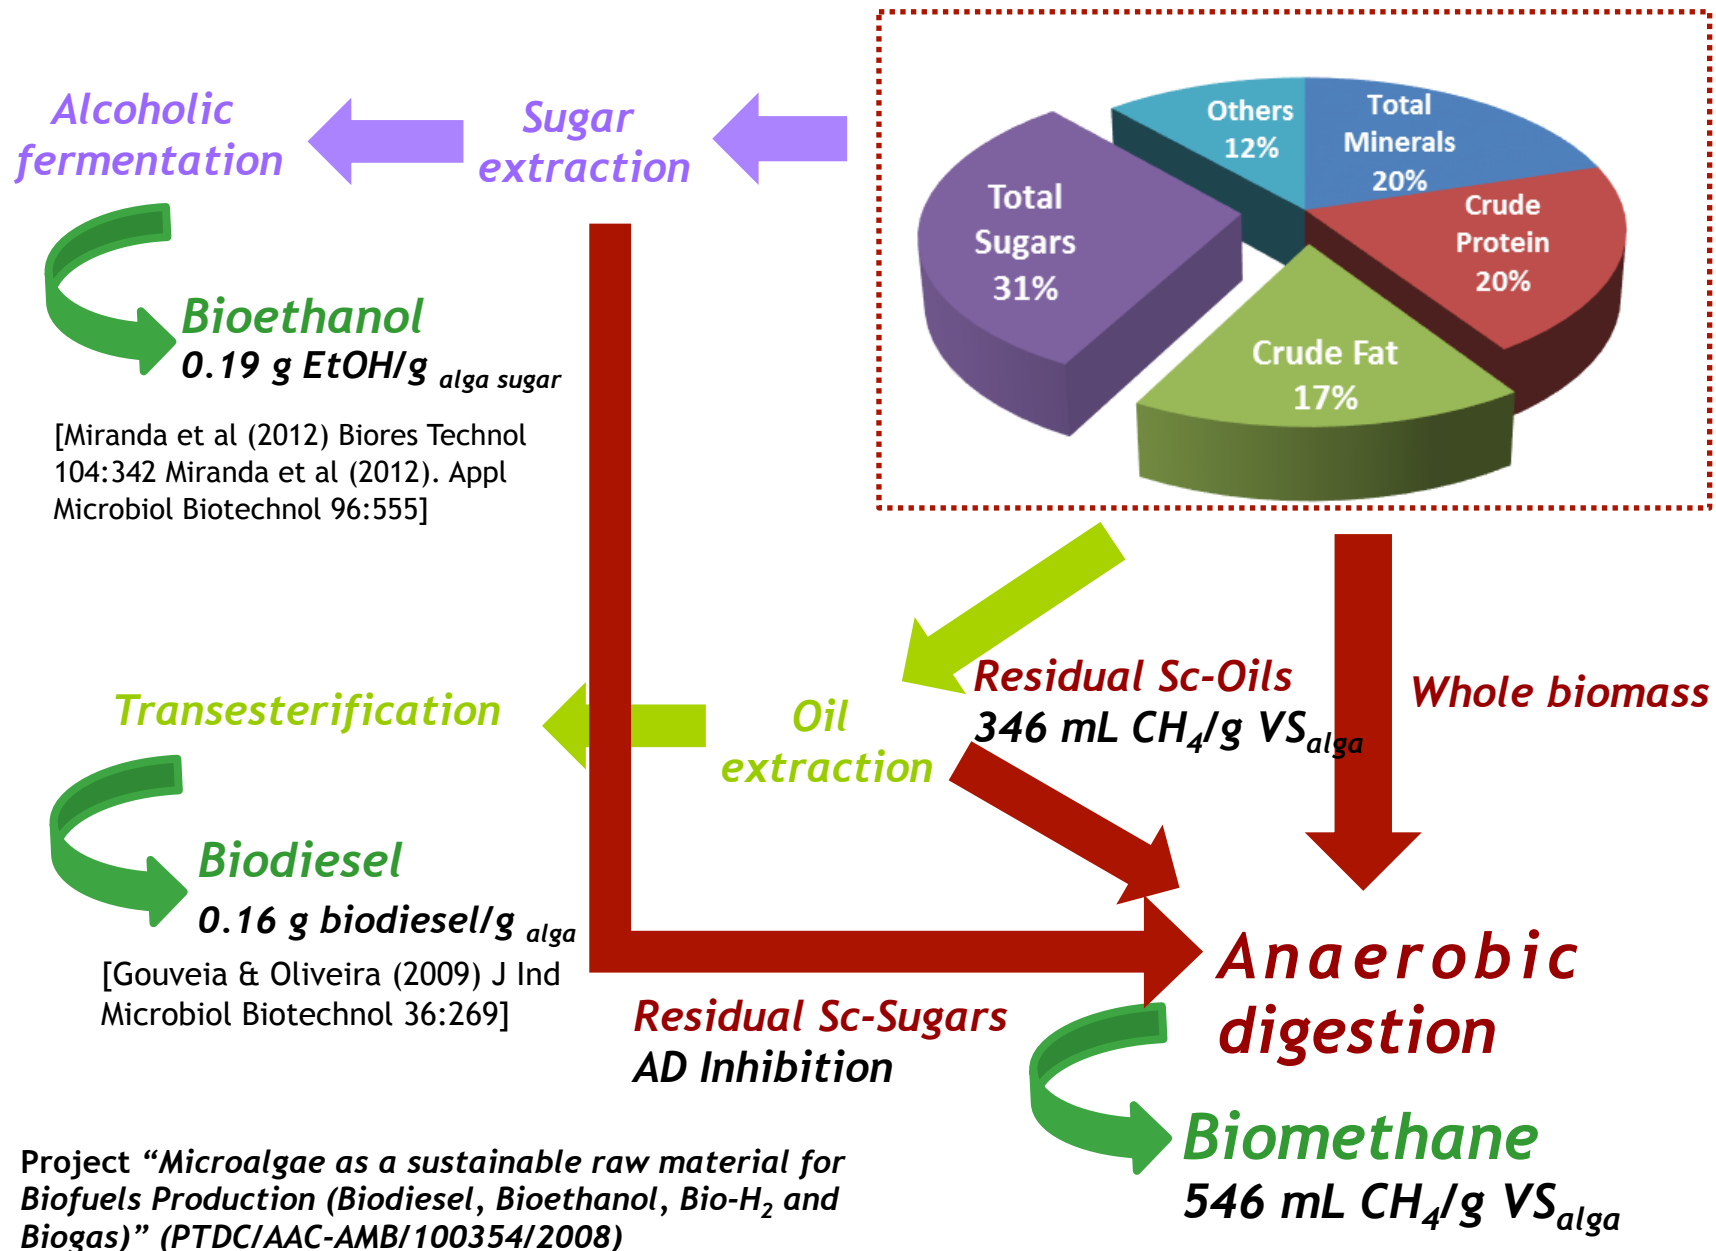 Alcoholic
fermentation
Sugar
extraction
Others
12%
Total
Minerals
20%
Crude
Protein
20%
Total
Sugars
31%
Crude Fat
17%
Bioethanol
0.19 g EtOH/g alga sugar
[Miranda et al (2012) Biores Technol
104:342 Miranda et al (2012). Appl
Microbiol Biotechnol 96:555]
Transesterification
Oil
extraction
Residual Sc-Oils
346 mL CH4/g VSalga
Whole biomass
Biodiesel
0.16 g biodiesel/g alga
[Gouveia & Oliveira (2009) J Ind
Microbiol Biotechnol 36:269]
Residual Sc-Sugars
AD Inhibition
Anaerobic
digestion
Biomethane
546 mL CH4/g VSalga
Project “Microalgae as a sustainable raw material for
Biofuels Production (Biodiesel, Bioethanol, Bio-H2 and
Biogas)” (PTDC/AAC-AMB/100354/2008)